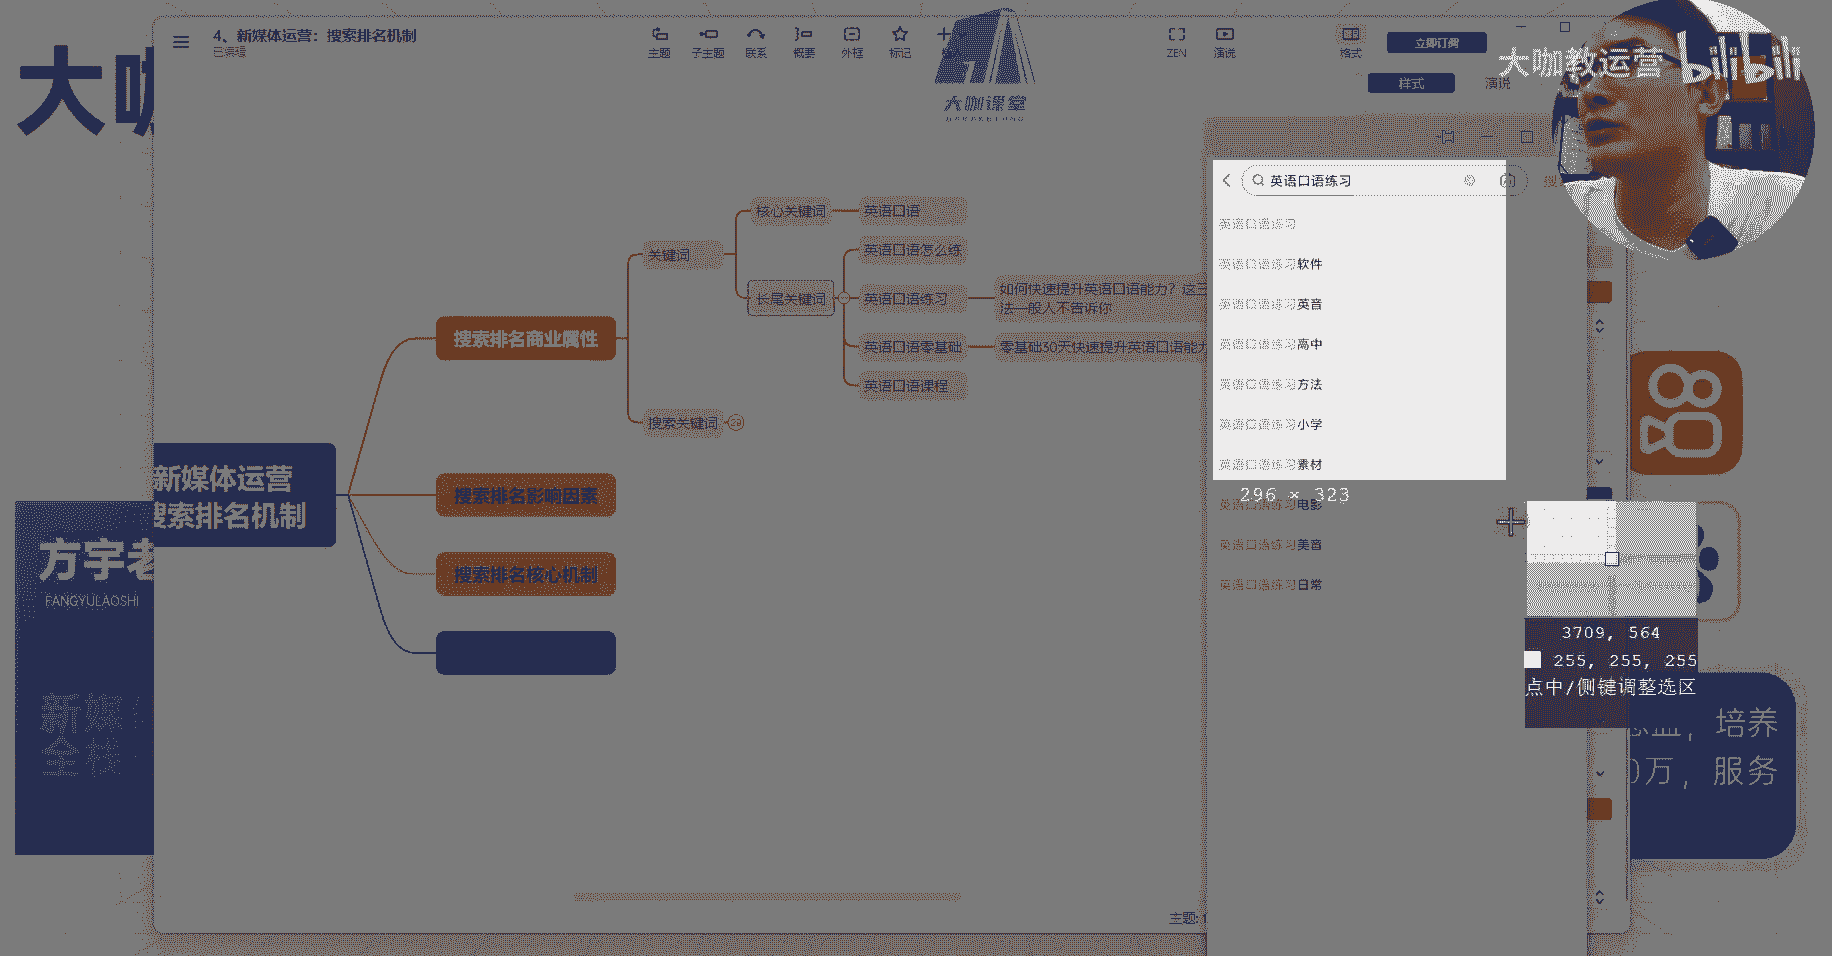 4、新媒体运营：搜索排名机制
已编辑
主题
子主题
联系
概要
外框
标记
ZEN
演说
格式
立即订阅
样式
演说
大咖课堂
大咖教运营
bilibili
大咖
核心关键词
英语口语
关键词
英语口语怎么练
长尾关键词
英语口语练习
如何快速提升英语口语能力？这三
法一般人不告诉你
英语口语零基础
零基础30天快速提升英语口语能力
英语口语课程
搜索排名商业属性
搜索关键词
29
新媒体运营
搜索排名机制
搜索排名影响因素
搜索排名核心机制
方宇老
FANGYULAOSHI
新媒
全栈
英语口语练习
英语口语练习
英语口语练习软件
英语口语练习英音
英语口语练习高中
英语口语练习方法
英语口语练习小学
英语口语练习素材
296 × 323
英语口语练习电影
英语口语练习美音
英语口语练习日常
3709, 564
255, 255, 255
点中/侧键调整选区
，培养
0万，服务
主题: